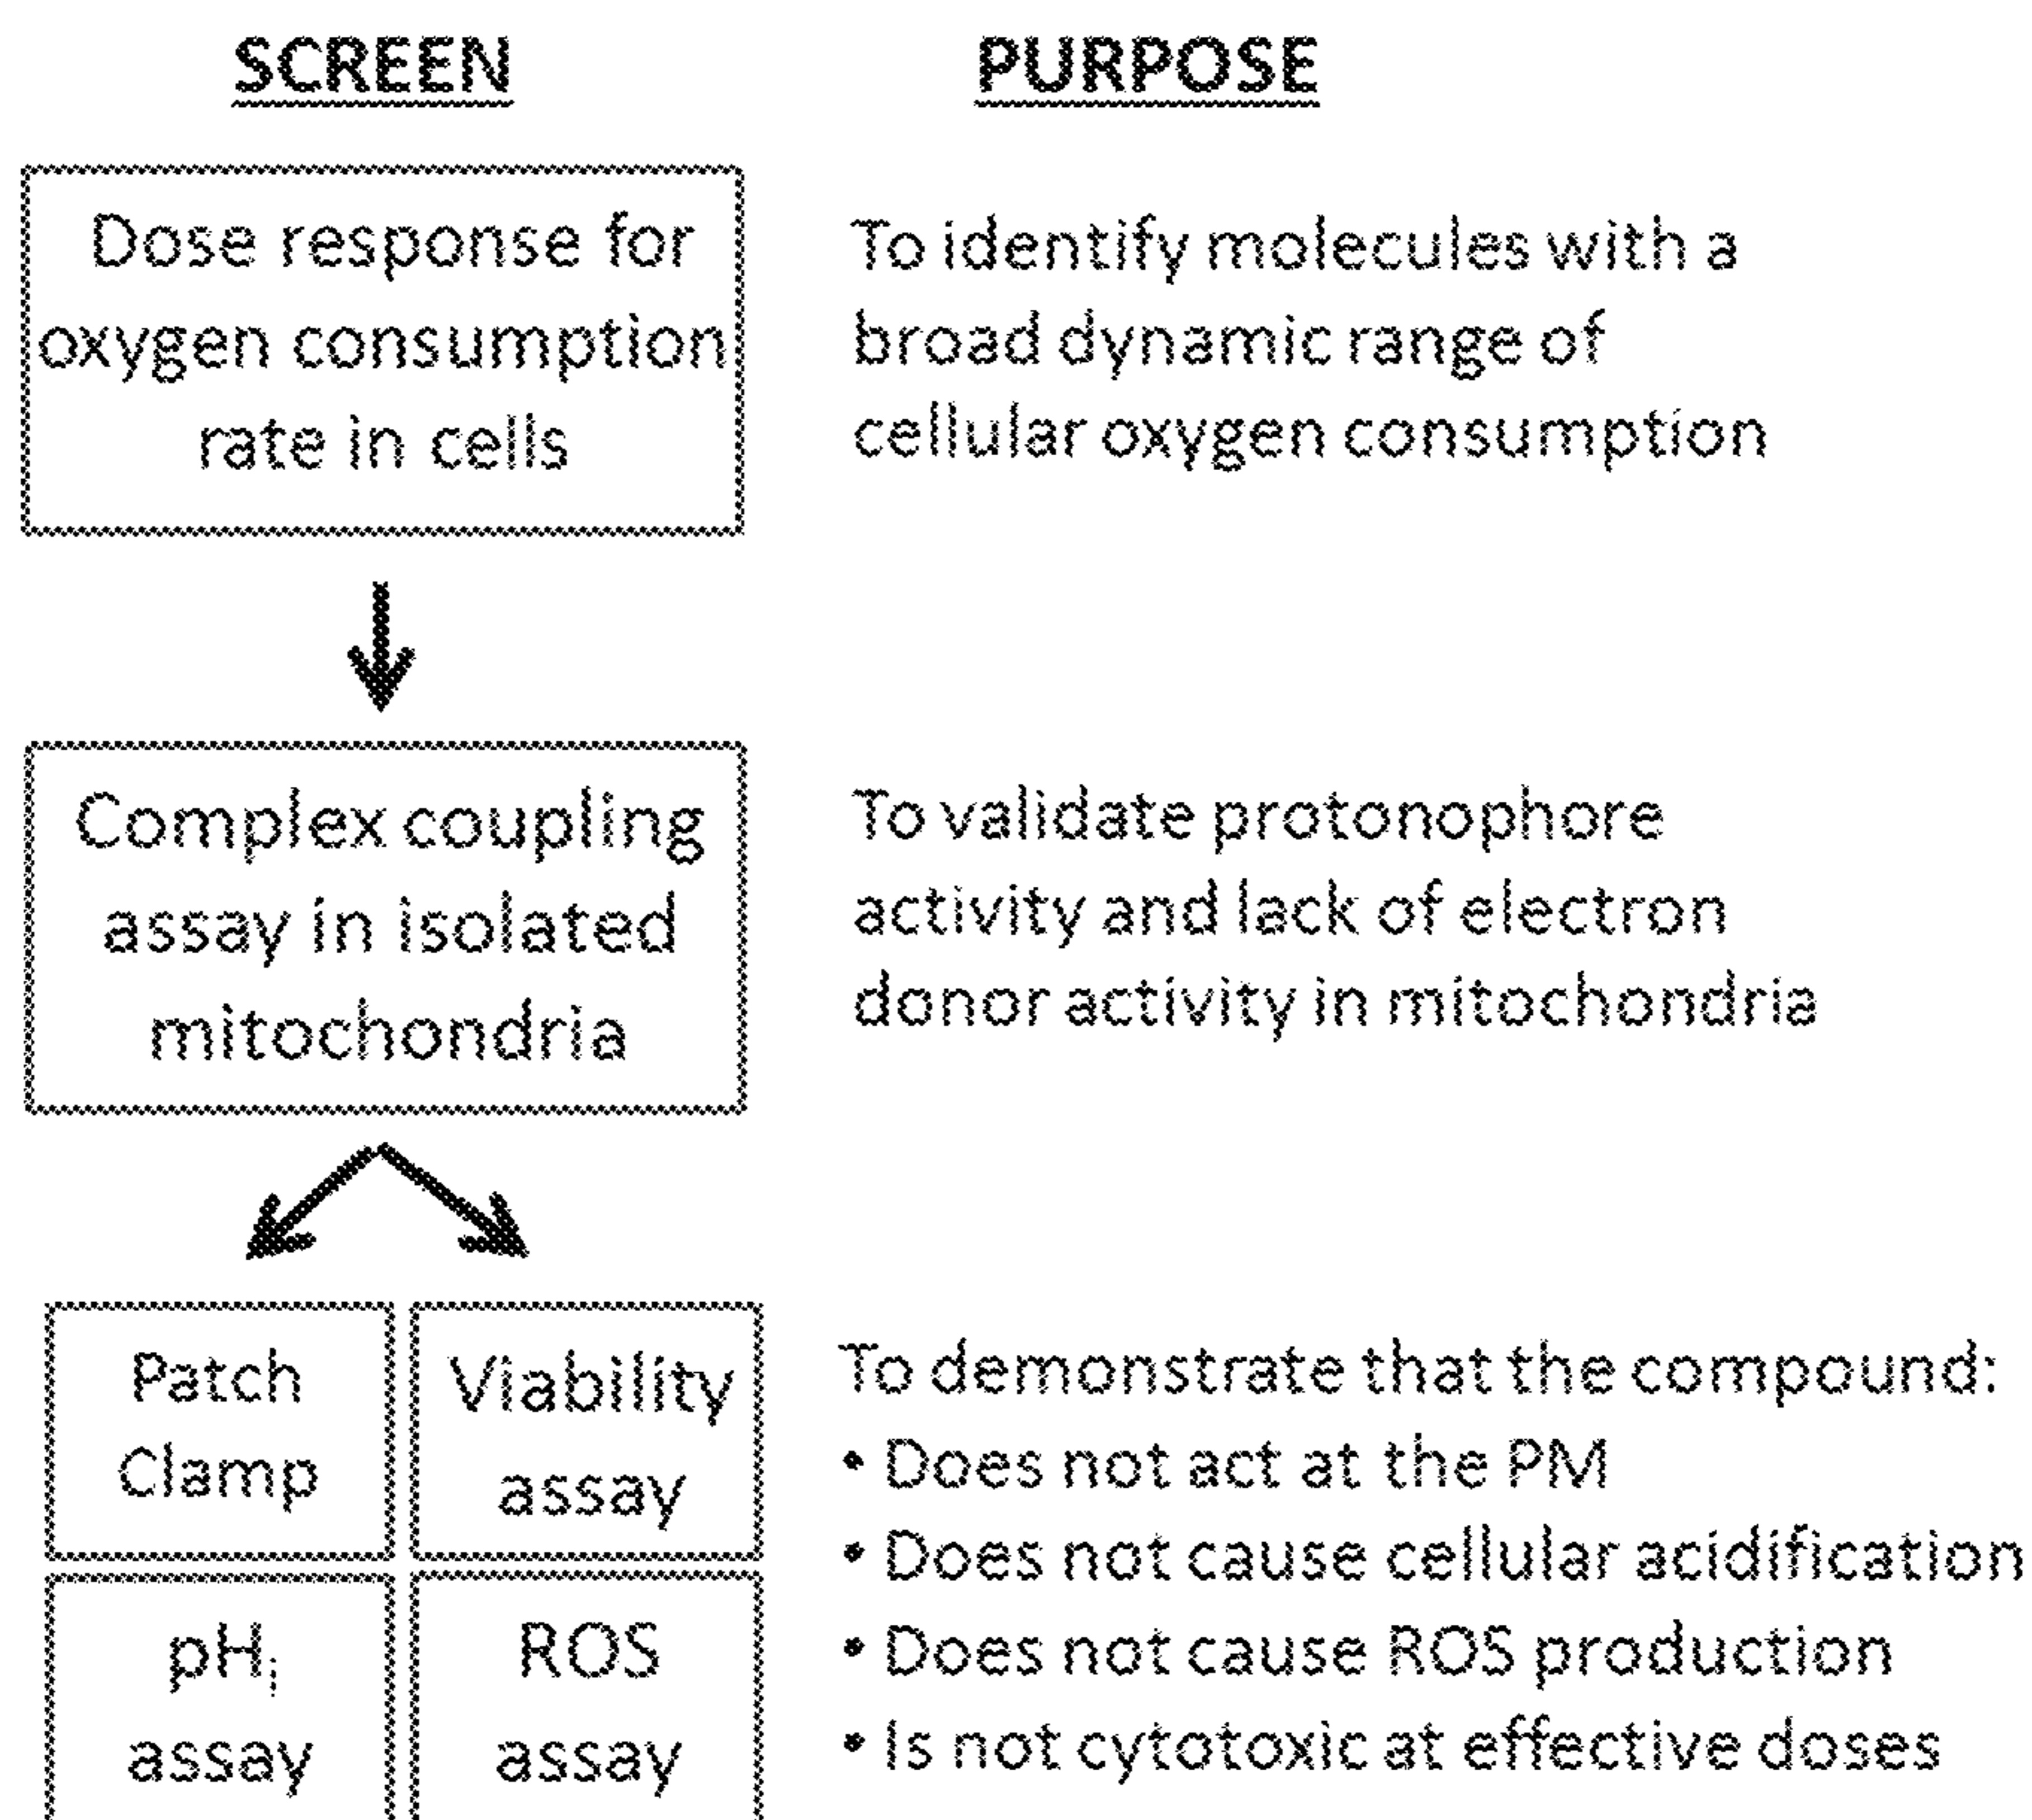 SCREEN
PURPOSE
Dose response for
oxygen consumption
rate in cells
To identify molecules with a
broad dynamic range of
cellular oxygen consumption
Complex coupling
assay in isolated
mitochondria
To validate protonophore
activity and lack of electron
donor activity in mitochondria
Patch
Clamp
Viability
assay
pHi
assay
ROS
assay
To demonstrate that the compound:
• Does not act at the PM
• Does not cause cellular acidification
• Does not cause ROS production
• Is not cytotoxic at effective doses